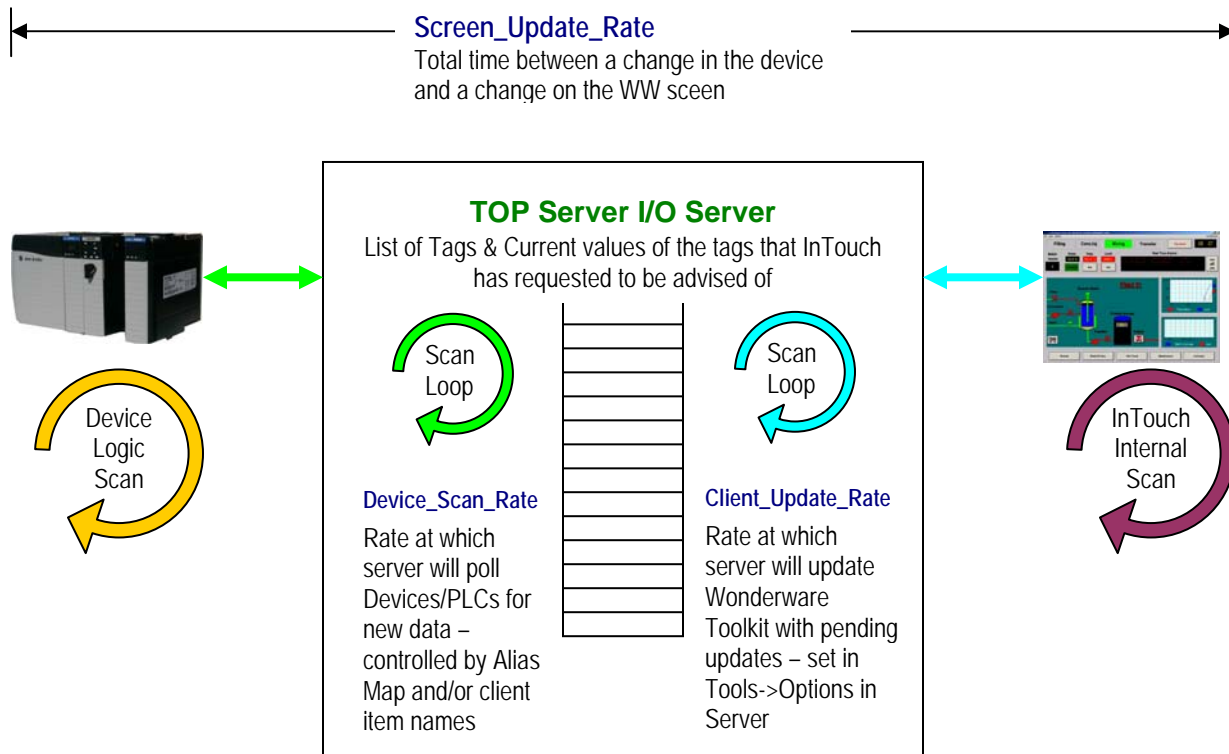 Screen_Update_Rate
Total time between a change in the device
and a change on the WW sceen
TOP Server I/O Server
List of Tags & Current values of the tags that InTouch
has requested to be advised of
Scan
Loop
Scan
Loop
Device
Logic
Scan
InTouch
Internal
Scan
Device_Scan_Rate
Rate at which
server will poll
Devices/PLCs for
new data –
controlled by Alias
Map and/or client
item names
Client_Update_Rate
Rate at which
server will update
Wonderware
Toolkit with pending
updates – set in
Tools->Options in
Server